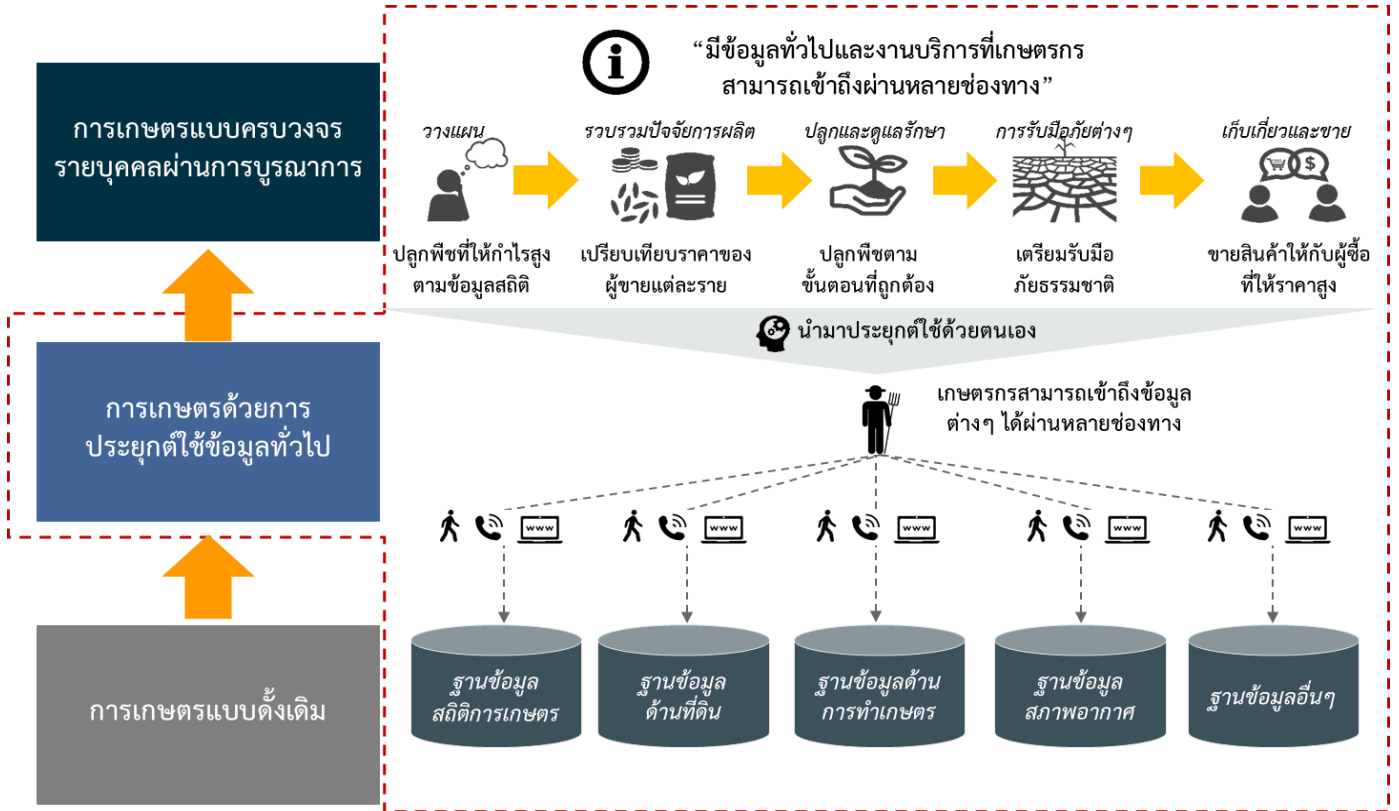 “มีข้อมูลทั่วไปและงานบริการที่เกษตรกร
สามารถเข้าถึงผ่านหลายช่องทาง”
การเกษตรแบบครบวงจร
รายบุคคลผ่านการบูรณาการ
วางแผน
รวบรวมปัจจัยการผลิต
ปลูกและดูแลรักษา
การรับมือภัยต่างๆ
เก็บเกี่ยวและขาย
$
ปลูกพืชที่ให้กำไรสูง
ตามข้อมูลสถิติ
เปรียบเทียบราคาของ
ผู้ขายแต่ละราย
ปลูกพืชตาม
ขั้นตอนที่ถูกต้อง
เตรียมรับมือ
ภัยธรรมชาติ
ขายสินค้าให้กับผู้ซื้อ
ที่ให้ราคาสูง
นำมาประยุกต์ใช้ด้วยตนเอง
การเกษตรด้วยการ
ประยุกต์ใช้ข้อมูลทั่วไป
เกษตรกรสามารถเข้าถึงข้อมูล
ต่างๆ ได้ผ่านหลายช่องทาง
www
www
www
www
www
การเกษตรแบบดั้งเดิม
ฐานข้อมูล
สถิติการเกษตร
ฐานข้อมูล
ด้านที่ดิน
ฐานข้อมูลด้าน
การทำเกษตร
ฐานข้อมูล
สภาพอากาศ
ฐานข้อมูลอื่นๆ